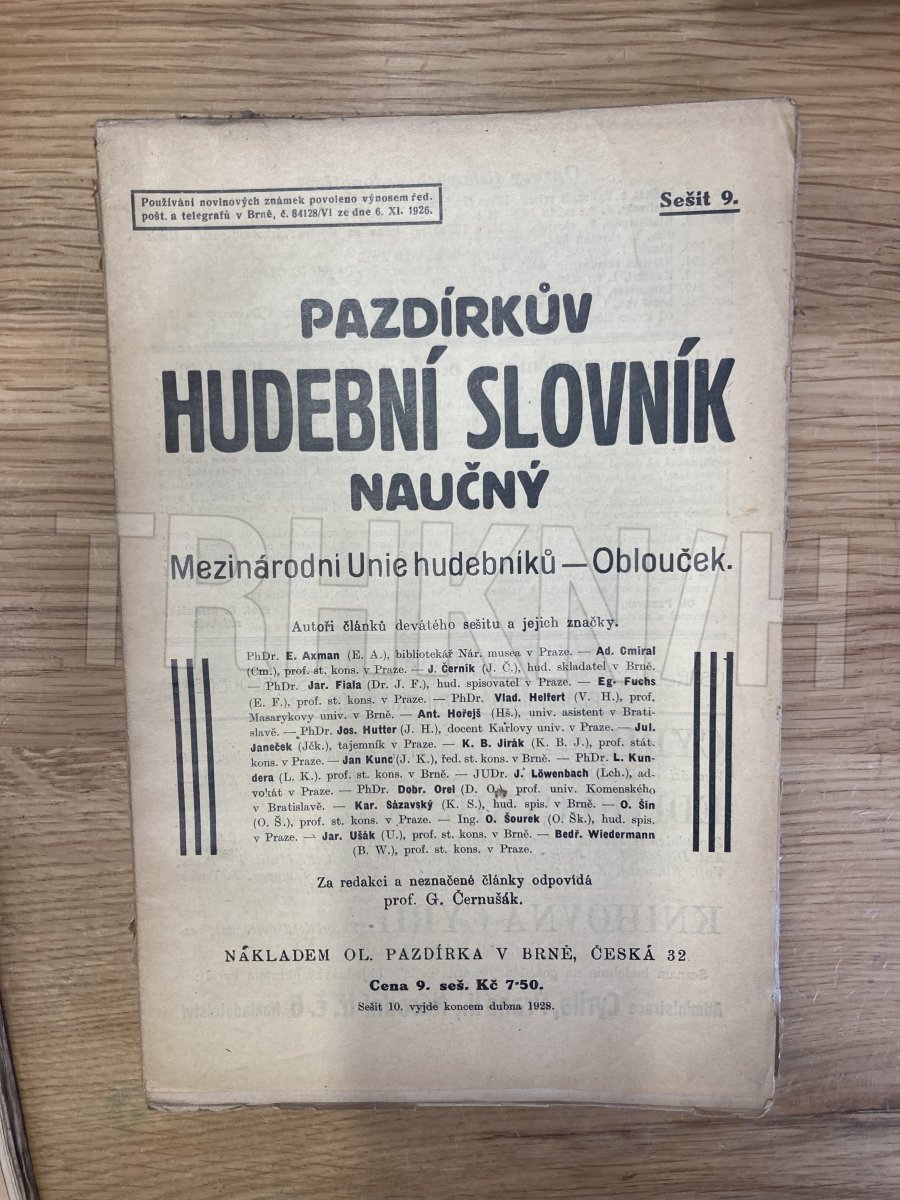 Používání novinových známek povoleno výnosem řed.
pošt. a telegrafů v Brně, č. 84128/VI ze dne 6. XI. 1926.
Sešit 9.
PAZDÍRKŮV
HUDEBNÍ SLOVNÍK
NAUČNÝ
TRHKNIH
Mezinárodní Unie hudebníků — Oblouček.
Autoři článků devátého sešitu a jejich značky.
PhDr. E. Axman (E. A.), bibliotekář Nár. musea v Praze. — Ad. Cmíral
(Cm.), prof. st. kons. v Praze. — J. Černík (J. Č.), hud. skladatel v Brně.
— PhDr. Jar. Fiala (Dr. J. F.), hud. spisovatel v Praze. — Eg. Fuchs
(E. F.), prof. st. kons. v Praze. — PhDr. Vlad. Helfert (V. H.), prof.
Masarykovy univ. v Brně. — Ant. Hořejš (Hš.), univ. asistent v Brati-
slavě. — PhDr. Jos. Hutter (J. H.), docent Karlovy univ. v Praze. — Jul.
Janeček (Jčk.), tajemník v Praze. — K. B. Jirák (K. B. J.), prof. stát.
kons. v Praze. — Jan Kunc (J. K.), řed. st. kons. v Brně. — PhDr. L. Kun-
dera (L. K.). prof. st. kons. v Brně. — JUDr. J. Löwenbach (Lch.), ad-
vokát v Praze. — PhDr. Dobr. Orel (D. O.), prof. univ. Komenského
v Bratislavě. — Kar. Sázavský (K. S.), hud. spis. v Brně. — O. Šín
(O. Š.), prof. st. kons. v Praze. — Ing. O. Šourek (O. Šk.), hud. spis.
v Praze. — Jar. Ušák (U.), prof. st. kons. v Brně. — Bedř. Wiedermann
(B. W.), prof. st. kons. v Praze.
Za redakci a neznačené články odpovídá
prof. G. Černušák.
NÁKLADEM OL. PAZDÍRKA V BRNĚ, ČESKÁ 32
Cena 9. seš. Kč 7·50.
Sešit 10. vyjde koncem dubna 1928.